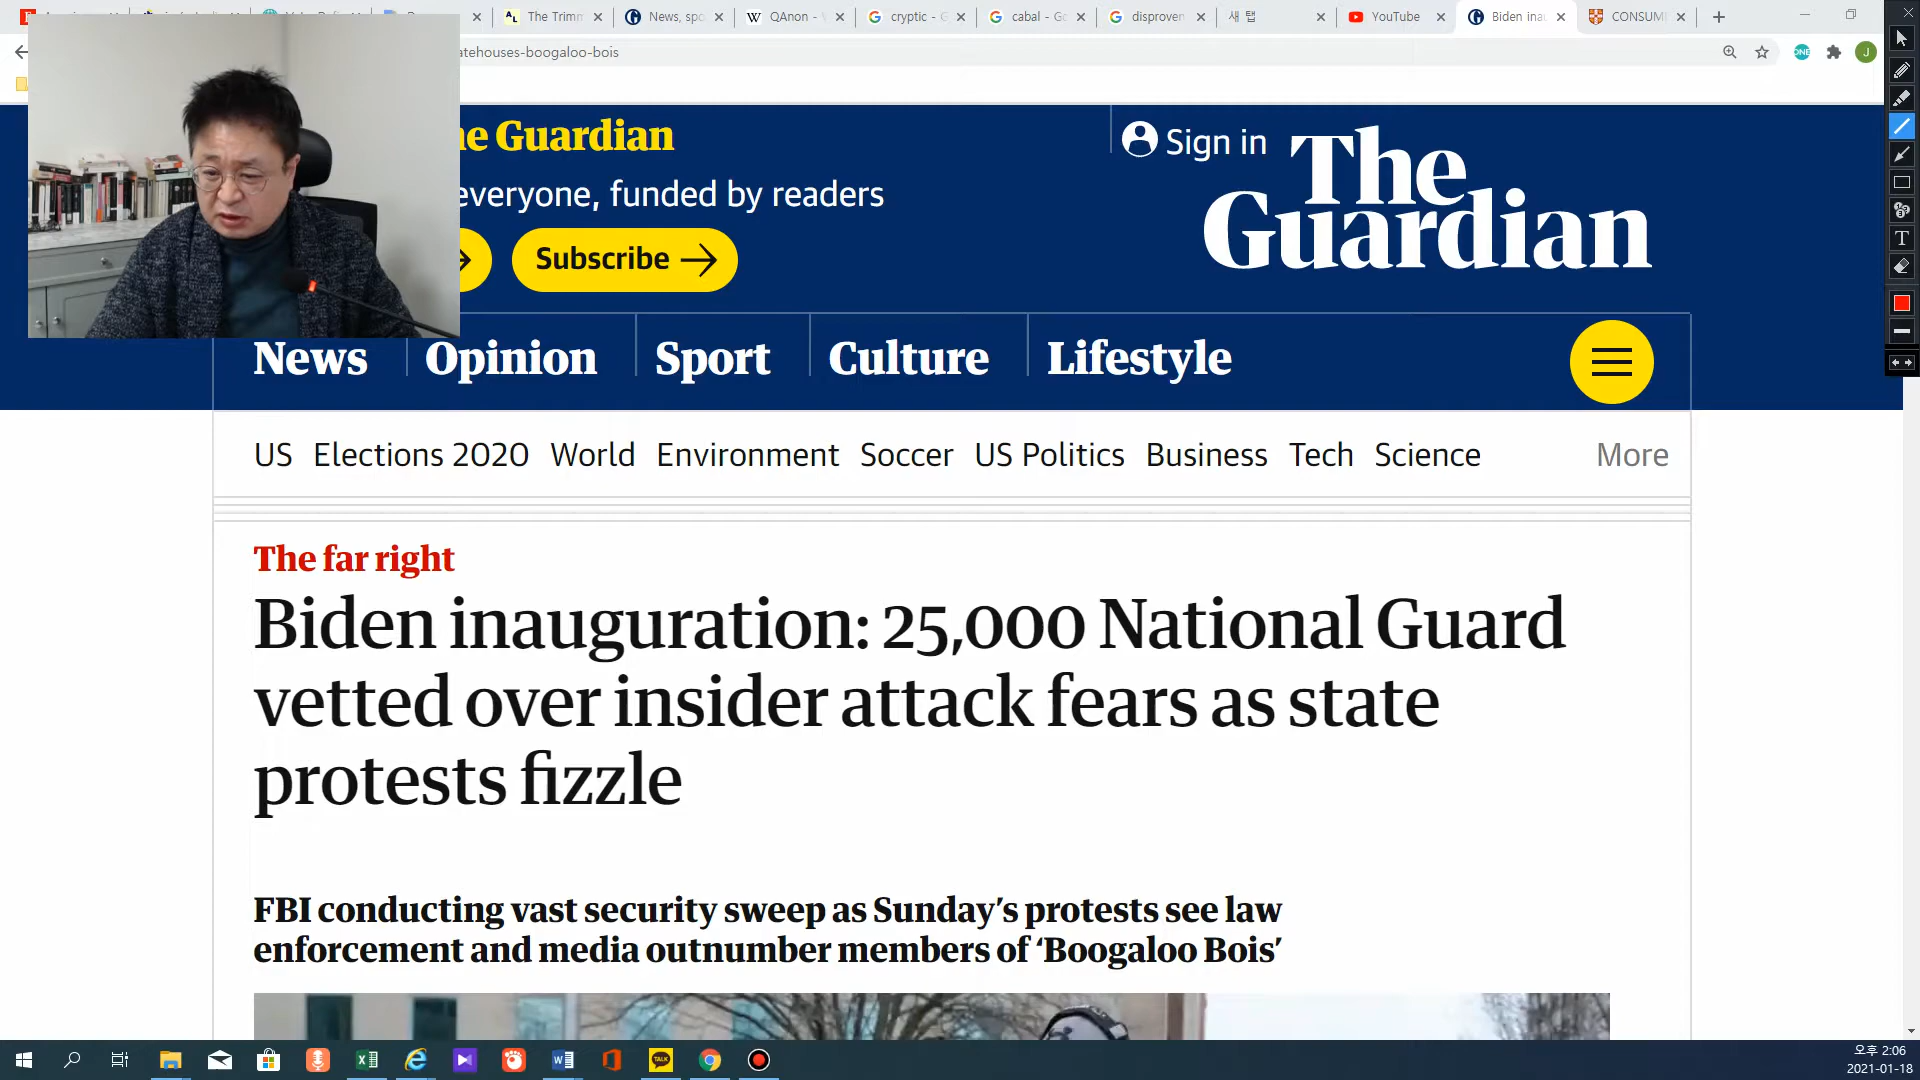 The Trimm
News, spo
QAnon -
cryptic - G
cabal - Go
disproven
새 탭
YouTube
Biden ina
CONSUM
atehouses-boogaloo-bois
ONE
J
The Guardian
everyone, funded by readers
Subscribe
Sign in
The
Guardian
News Opinion Sport Culture Lifestyle
US Elections 2020 World Environment Soccer US Politics Business Tech Science More
The far right
Biden inauguration: 25,000 National Guard
vetted over insider attack fears as state
protests fizzle
FBI conducting vast security sweep as Sunday’s protests see law
enforcement and media outnumber members of ‘Boogaloo Bois’
TALK
오후 2:06
2021-01-18